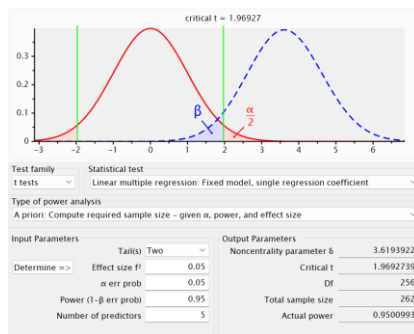 critical t = 1.96927
0.3
0.2
0.1
0
β
α
2
-3 -2 -1 0 1 2 3 4 5 6
Test family
Statistical test
t tests
Linear multiple regression: Fixed model, single regression coefficient
Type of power analysis
A priori: Compute required sample size - given α, power, and effect size
Input Parameters
Output Parameters
Tail(s) Two
Noncentrality parameter δ 3.6193922
Determine => Effect size f² 0.05
Critical t 1.9692739
α err prob 0.05
Df 256
Power (1-β err prob) 0.95
Total sample size 262
Number of predictors 5
Actual power 0.9500993